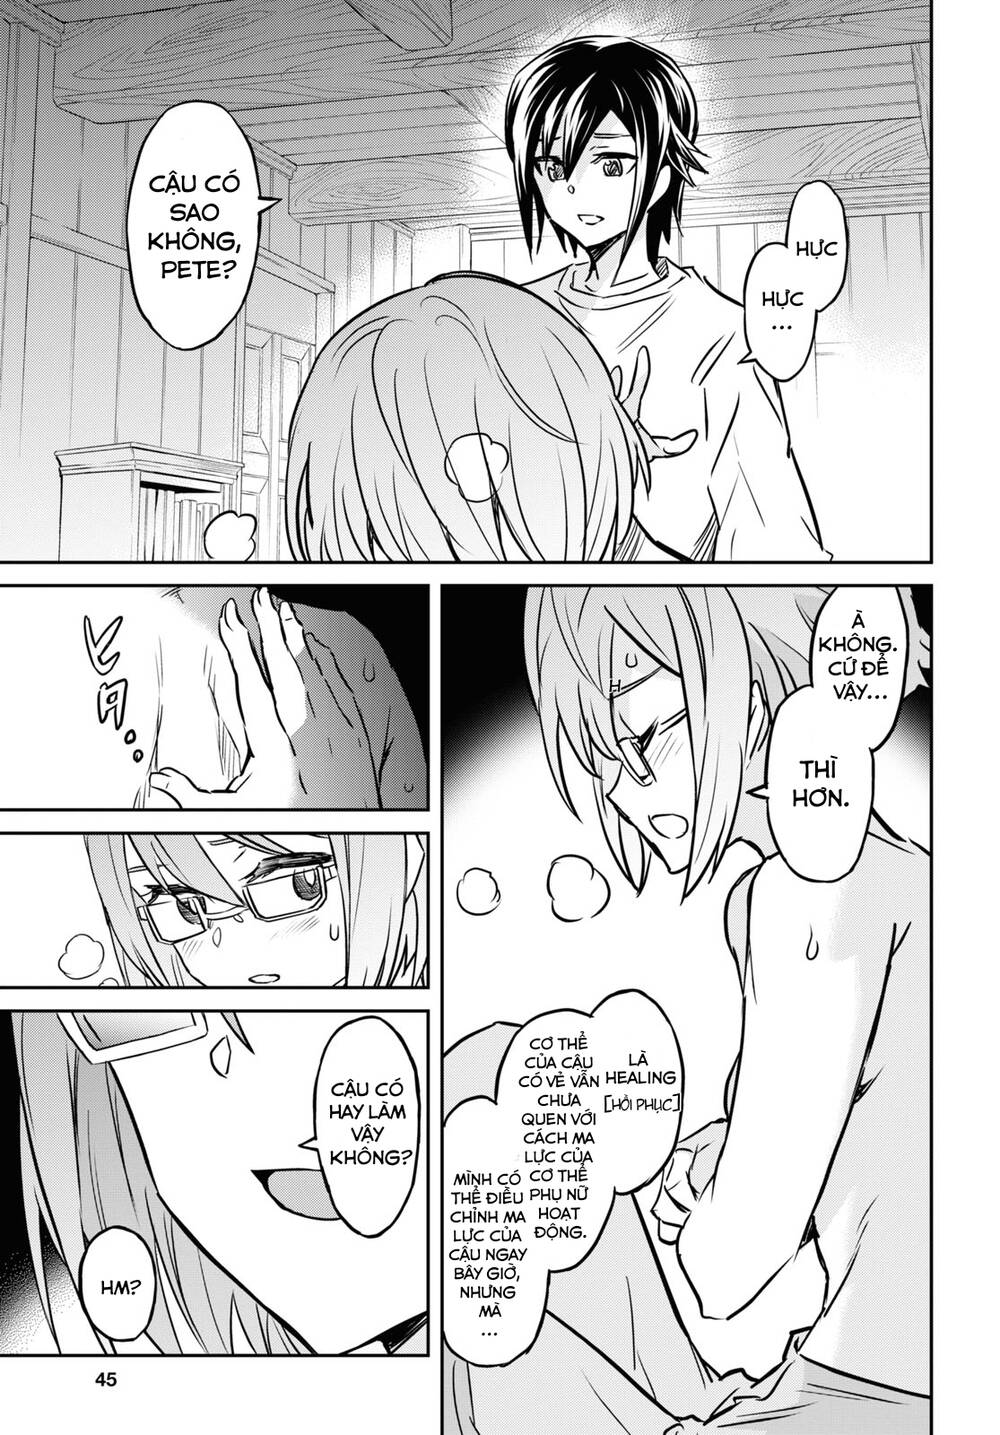 HỰC
HỰC
...
CẬU CÓ
SAO
KHÔNG,
PETE?
À
KHÔNG.
CỨ ĐỂ
VẬY...
THÌ
HƠN.
H
LÀ
HEALING
[HỒI PHỤC]
CƠ THỂ
CỦA CẬU
CÓ VẺ VẪN
CHƯA
QUEN VỚI
CÁCH MA
LỰC CỦA
CƠ THỂ
PHỤ NỮ
HOẠT
ĐỘNG.
MÌNH CÓ
THỂ ĐIỀU
CHỈNH MA
LỰC CỦA
CẬU NGAY
BÂY GIỜ,
NHƯNG
MÀ
...
ヒタ..
CẬU CÓ
HAY LÀM
VẬY
KHÔNG?
HM?
45